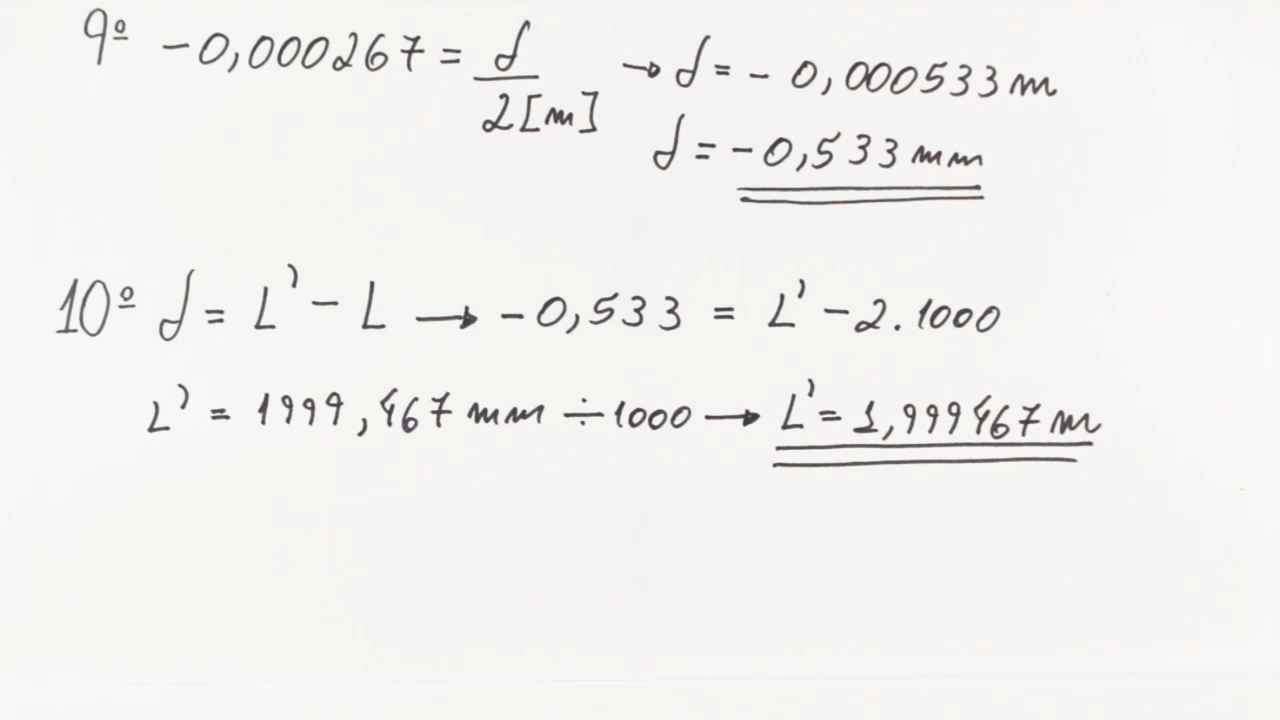 9º -0,000267 = d / 2[m] → d = -0,000533 m
d = -0,533 mm
10º d = L' - L → -0,533 = L' - 2.1000
L' = 1999,467 mm ÷ 1000 → L' = 1,999467 m